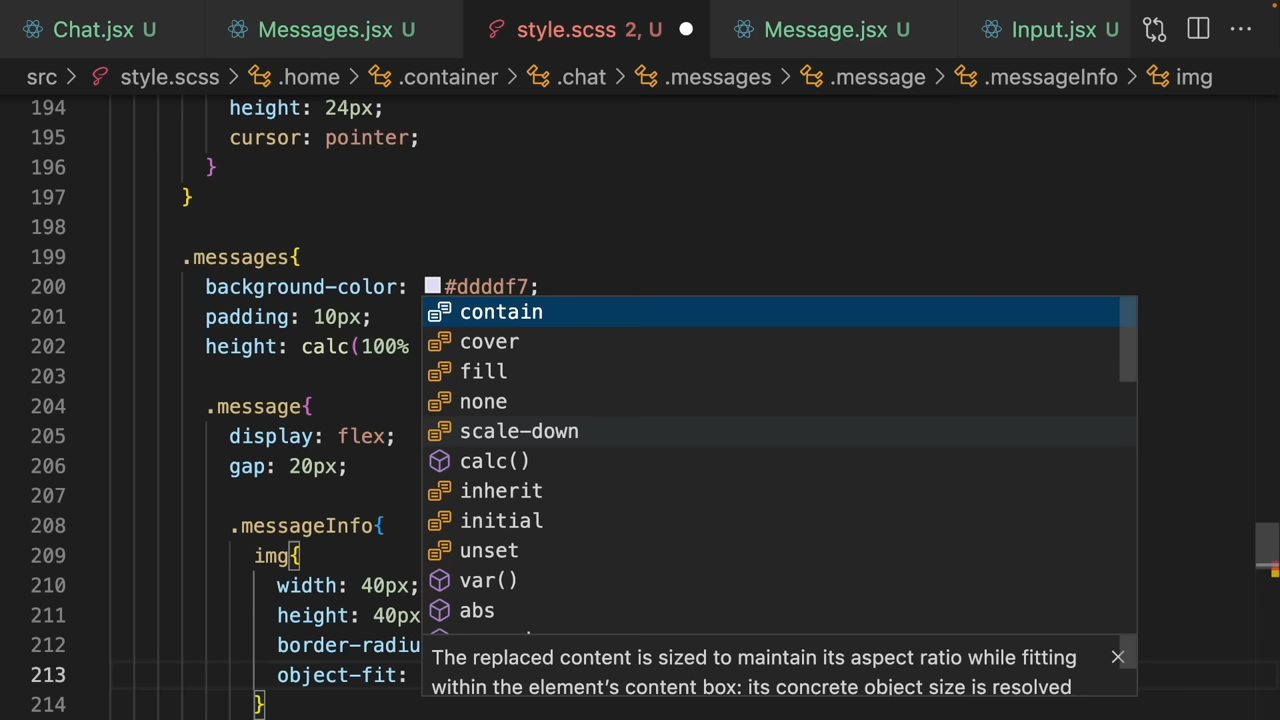 Chat.jsx U Messages.jsx U style.scss 2, U Message.jsx U Input.jsx U
src > style.scss > .home > .container > .chat > .messages > .message > .messageInfo > img
194 height: 24px;
195 cursor: pointer;
196 }
197 }
198
199 .messages{
200 background-color: #ddddf7;
201 padding: 10px;
202 height: calc(100%
203
204 .message{
205 display: flex;
206 gap: 20px;
207
208 .messageInfo{
209 img{
210 width: 40px;
211 height: 40px
212 border-radiu
213 object-fit:
214 }
contain
cover
fill
none
scale-down
calc()
inherit
initial
unset
var()
abs
The replaced content is sized to maintain its aspect ratio while fitting
within the element's content box: its concrete object size is resolved